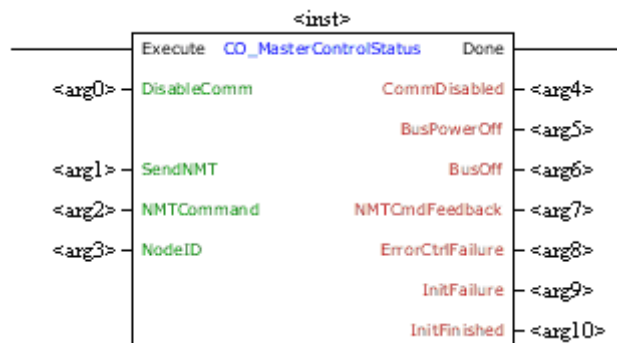 <inst>
Execute CO_MasterControlStatus Done
<arg0> DisableComm CommDisabled <arg4>
BusPowerOff <arg5>
<arg1> SendNMT BusOff <arg6>
<arg2> NMTCommand NMTCmdFeedback <arg7>
<arg3> NodeID ErrorCtrlFailure <arg8>
InitFailure <arg9>
InitFinished <arg10>